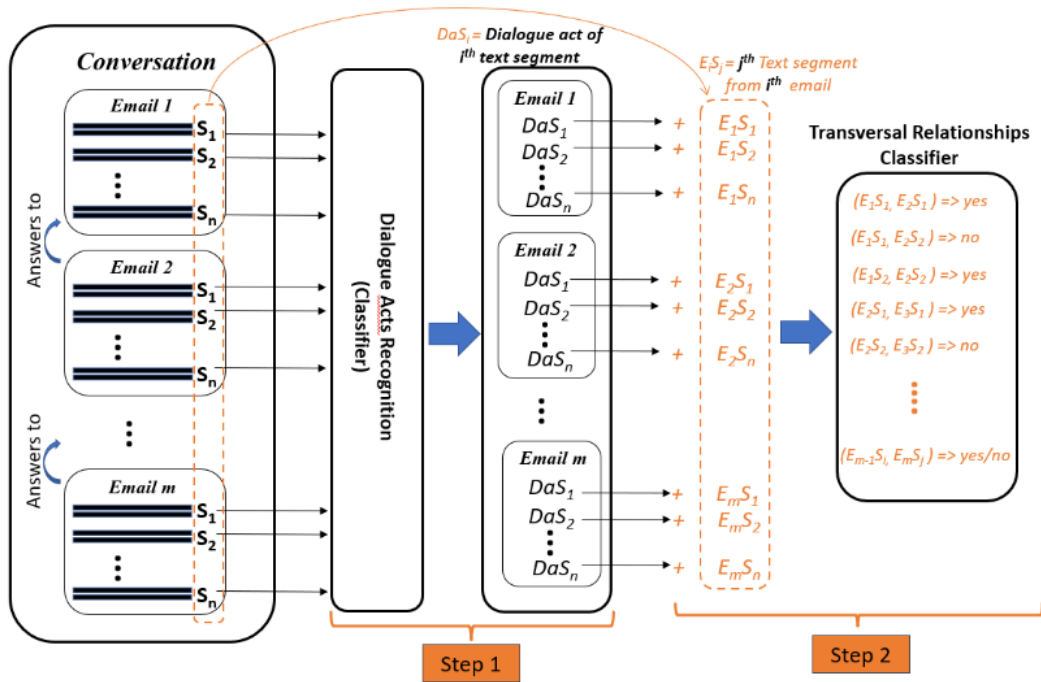 Conversation
Email 1
S1
S2
Sn
Answers to
Email 2
S1
S2
Sn
Answers to
Email m
S1
S2
Sn
Dialogue Acts Recognition
(Classifier)
DaSi = Dialogue act of
ith text segment
Email 1
DaS1
DaS2
DaSn
Email 2
DaS1
DaS2
DaSn
Email m
DaS1
DaS2
DaSn
EiSj = jth Text segment
from ith email
+ E1S1
+ E1S2
+ E1Sn
+ E2S1
+ E2S2
+ E2Sn
+ EmS1
+ EmS2
+ EmSn
Transversal Relationships
Classifier
(E1S1, E2S1) => yes
(E1S1, E2S2) => no
(E1S2, E2S2) => yes
(E2S1, E3S1) => yes
(E2S2, E3S2) => no
(Em-1Si, EmSj) => yes/no
Step 1
Step 2